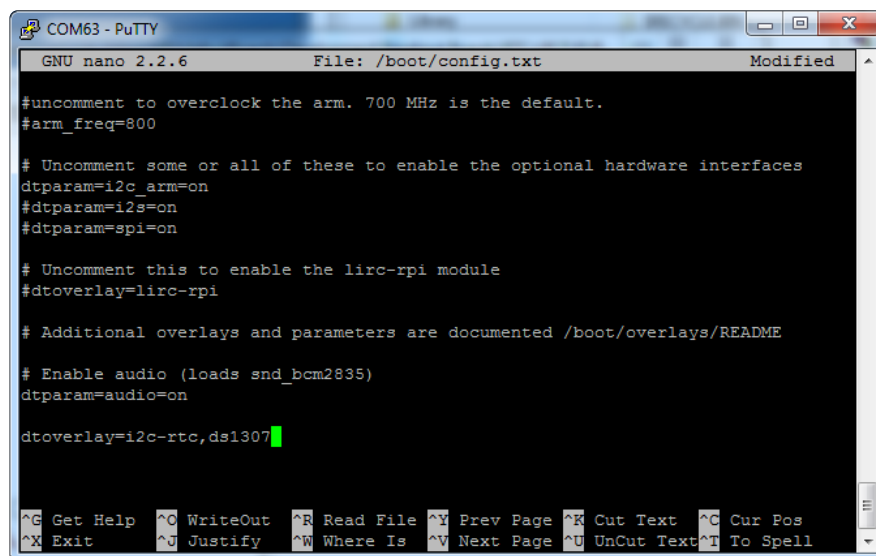 COM63 - PuTTY
GNU nano 2.2.6 File: /boot/config.txt Modified
#uncomment to overclock the arm. 700 MHz is the default.
#arm_freq=800
# Uncomment some or all of these to enable the optional hardware interfaces
dtparam=i2c_arm=on
#dtparam=i2s=on
#dtparam=spi=on
# Uncomment this to enable the lirc-rpi module
#dtoverlay=lirc-rpi
# Additional overlays and parameters are documented /boot/overlays/README
# Enable audio (loads snd_bcm2835)
dtparam=audio=on
dtoverlay=i2c-rtc,ds1307
^G Get Help ^O WriteOut ^R Read File ^Y Prev Page ^K Cut Text ^C Cur Pos
^X Exit ^J Justify ^W Where Is ^V Next Page ^U UnCut Text ^T To Spell